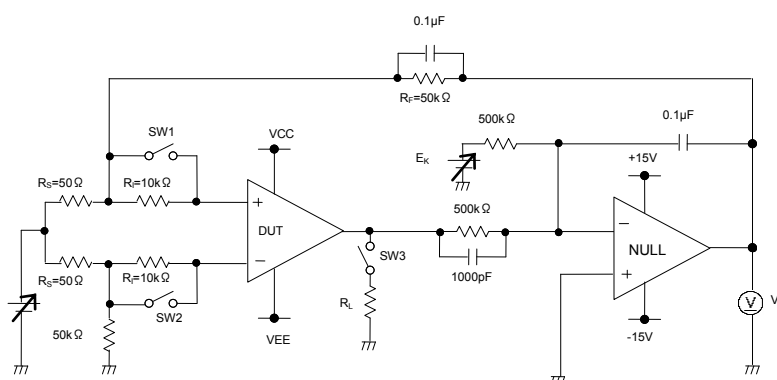 0.1μF
RF=50kΩ
500kΩ
0.1μF
SW1
VCC
EK
+15V
RS=50Ω
RI=10kΩ
500kΩ
DUT
NULL
SW3
RS=50Ω
RI=10kΩ
1000pF
SW2
RL
V
V
50kΩ
VEE
-15V